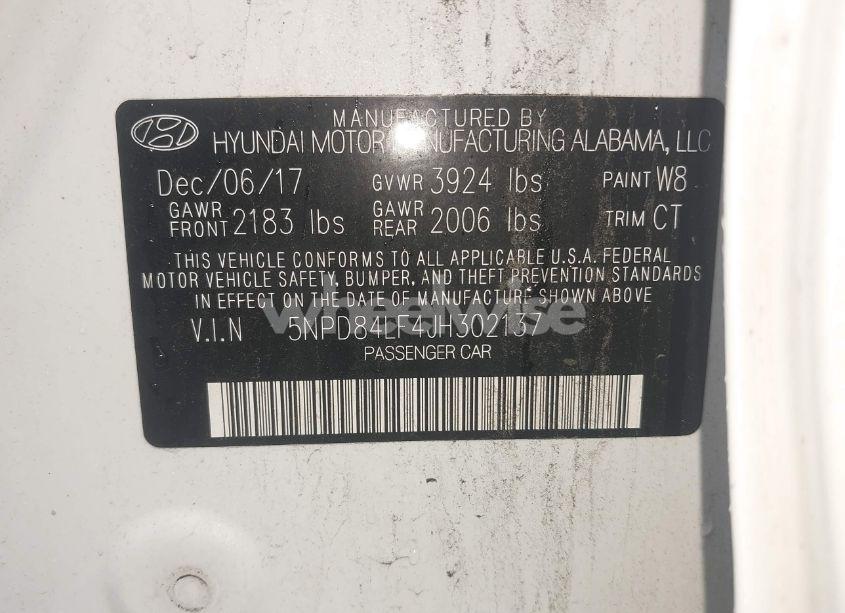 MANUFACTURED BY
HYUNDAI MOTOR MANUFACTURING ALABAMA, LLC
Dec/06/17 GVWR 3924 lbs PAINT W8
GAWR FRONT 2183 lbs GAWR REAR 2006 lbs TRIM CT
THIS VEHICLE CONFORMS TO ALL APPLICABLE U.S.A. FEDERAL
MOTOR VEHICLE SAFETY, BUMPER, AND THEFT PREVENTION STANDARDS
IN EFFECT ON THE DATE OF MANUFACTURE SHOWN ABOVE
wheelwise
V.I.N 5NPD84LF4JH302137
PASSENGER CAR